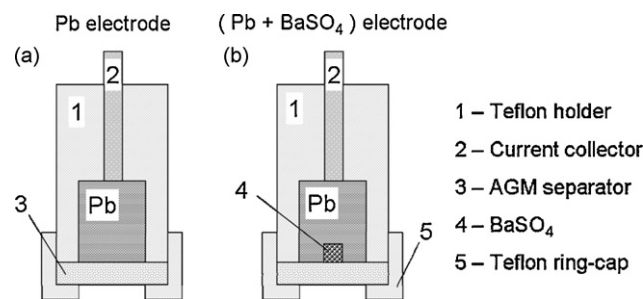 Pb electrode
( Pb + BaSO₄ ) electrode
(a)
(b)
2
2
1
1
Pb
Pb
3
4
5
1 – Teflon holder
2 – Current collector
3 – AGM separator
4 – BaSO₄
5 – Teflon ring-cap